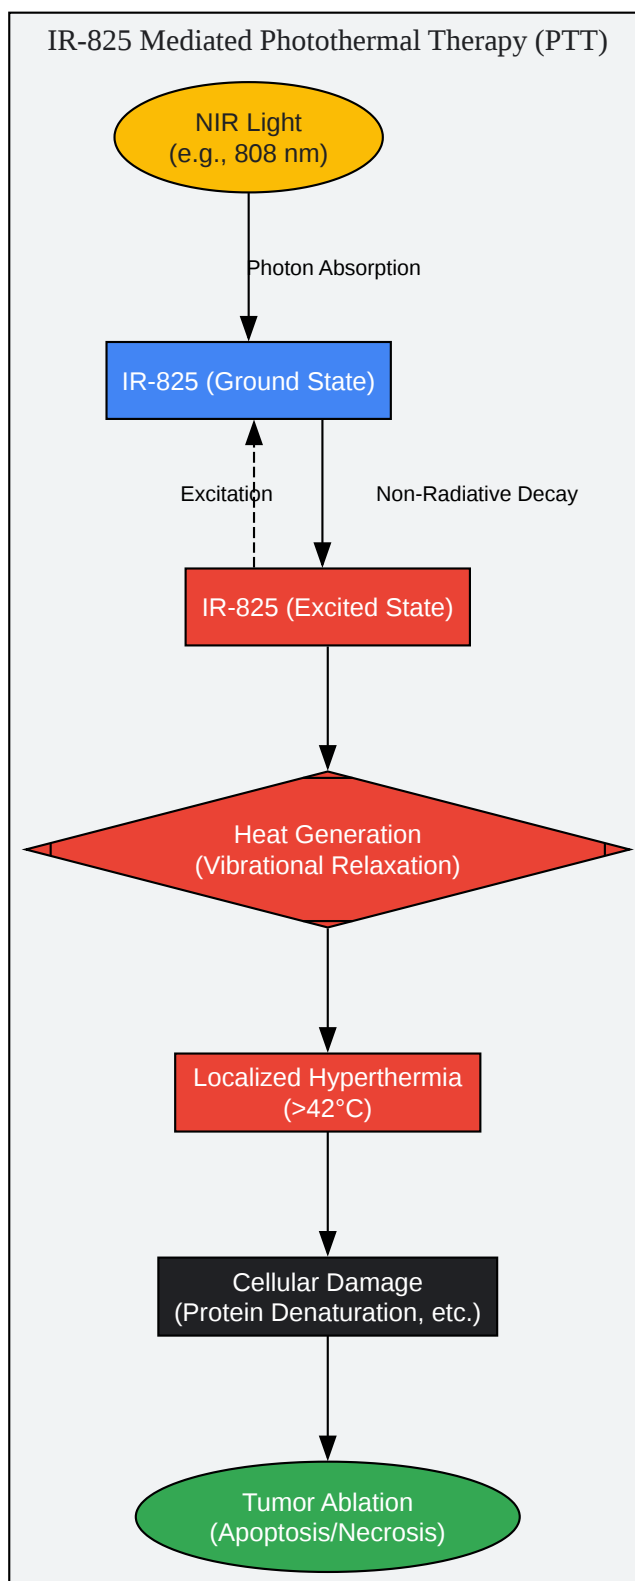 IR-825 Mediated Photothermal Therapy (PTT)
NIR Light
(e.g., 808 nm)
Photon Absorption
IR-825 (Ground State)
Excitation
Non-Radiative Decay
IR-825 (Excited State)
Heat Generation
(Vibrational Relaxation)
Localized Hyperthermia
(>42°C)
Cellular Damage
(Protein Denaturation, etc.)
Tumor Ablation
(Apoptosis/Necrosis)